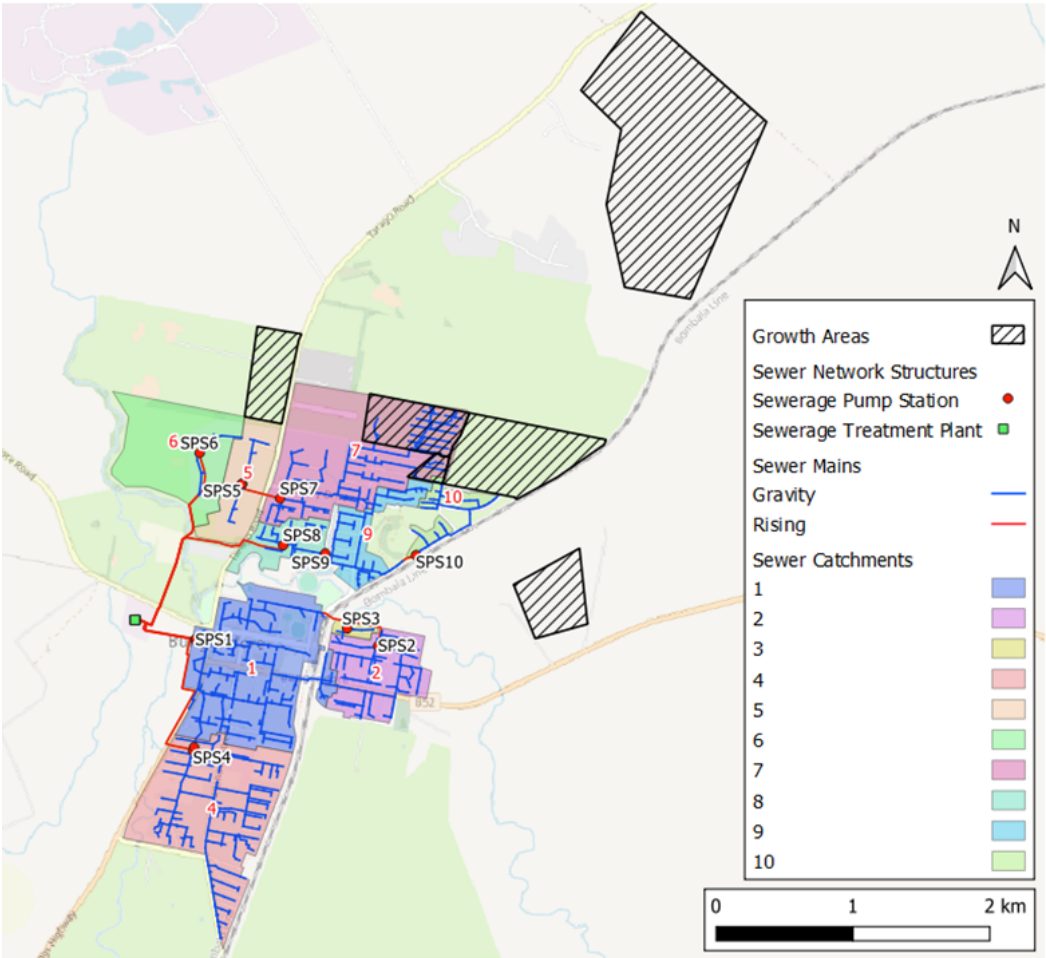 Tarago Road
Bombala Line
N
Growth Areas
Sewer Network Structures
Sewerage Pump Station
Sewerage Treatment Plant
Sewer Mains
Gravity
Rising
Sewer Catchments
1
2
3
4
5
6
7
8
9
10
6
SPS6
7
5
SPS5
SPS7
10
SPS8
9
SPS9
SPS10
Bombala Line
SPS3
SPS1
SPS2
1
2
B52
SPS4
4
0
1
2 km